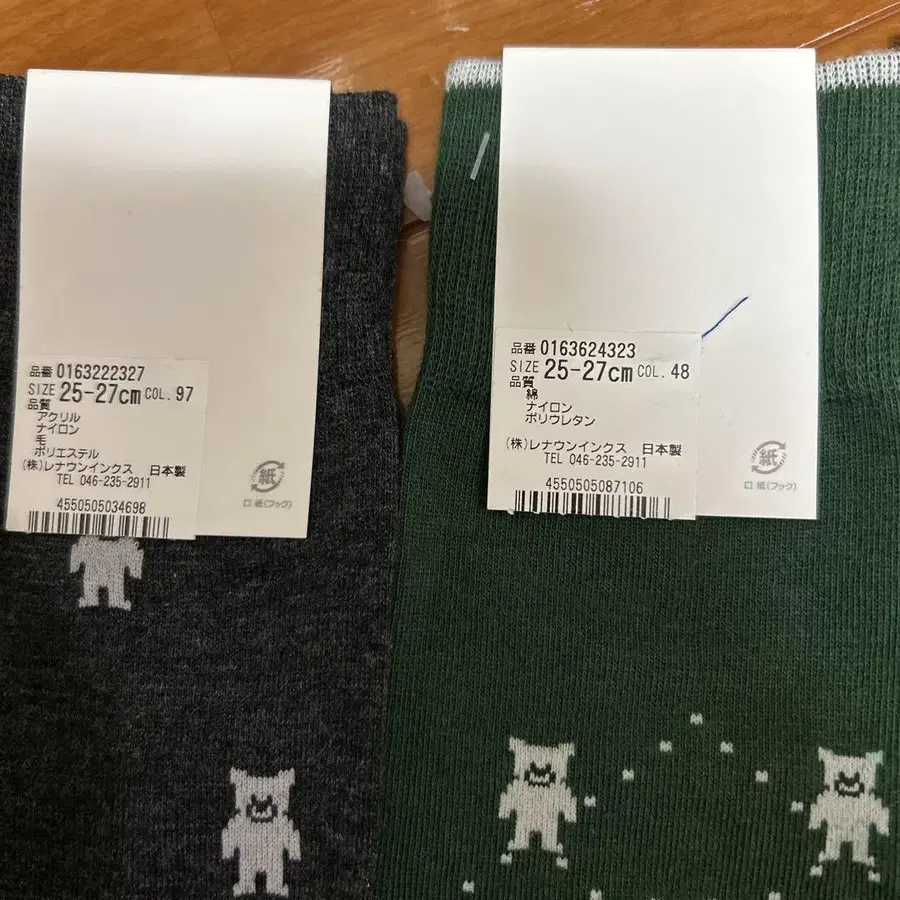 品番 0163222327
SIZE 25-27cm COL. 97
品質
アクリル
ナイロン
毛
ポリエステル
(株)レナウンインクス 日本製
TEL 046-235-2911
4550505034698
紙
口 紙(フック)
品番 0163624323
SIZE 25-27cm COL. 48
品質
綿
ナイロン
ポリウレタン
(株)レナウンインクス 日本製
TEL 046-235-2911
4550505087106
紙
口 紙(フック)